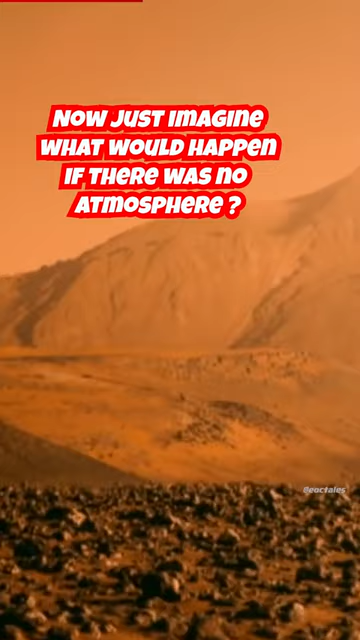 Now just imagine
what would happen
if there was no
atmosphere ?
@eactales